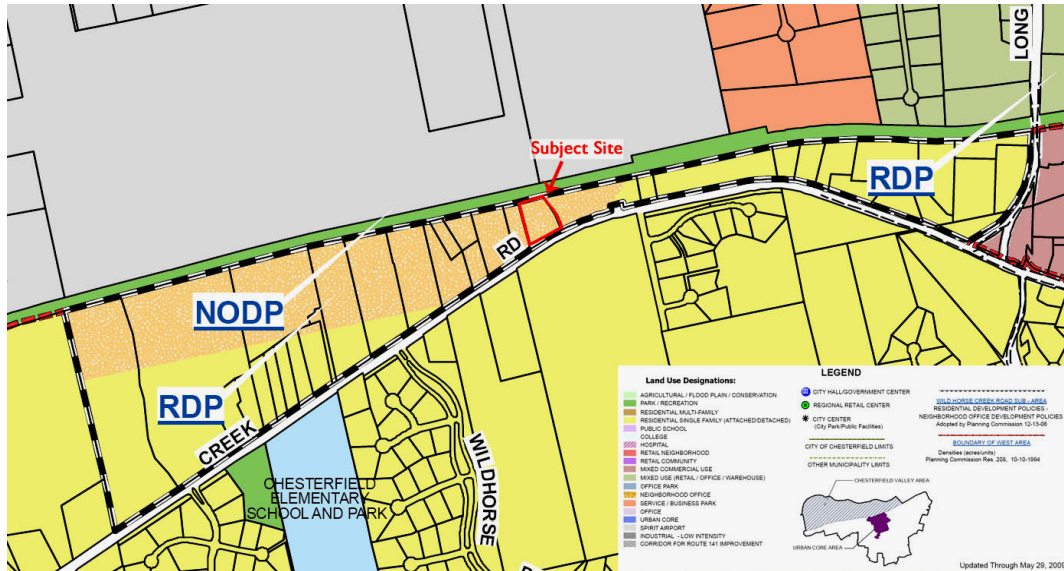 LONG
Subject Site
RDP
RD
NODP
RDP
CREEK
WILDHORSE
CHESTERFIELD
ELEMENTARY
SCHOOL AND PARK
LEGEND
Land Use Designations:
AGRICULTURAL / FLOOD PLAIN / CONSERVATION
PARK / RECREATION
RESIDENTIAL MULTI-FAMILY
RESIDENTIAL SINGLE FAMILY (ATTACHED/DETACHED)
PUBLIC SCHOOL
COLLEGE
HOSPITAL
RETAIL NEIGHBORHOOD
RETAIL COMMUNITY
MIXED COMMERCIAL USE
MIXED USE (RETAIL / OFFICE / WAREHOUSE)
OFFICE PARK
NEIGHBORHOOD OFFICE
SERVICE / BUSINESS PARK
OFFICE
URBAN CORE
SPIRIT AIRPORT
INDUSTRIAL - LOW INTENSITY
CORRIDOR FOR ROUTE 141 IMPROVEMENT
CITY HALL/GOVERNMENT CENTER
REGIONAL RETAIL CENTER
CITY CENTER
(City Park/Public Facilities)
CITY OF CHESTERFIELD LIMITS
OTHER MUNICIPALITY LIMITS
WILD HORSE CREEK ROAD SUB - AREA
RESIDENTIAL DEVELOPMENT POLICIES -
NEIGHBORHOOD OFFICE DEVELOPMENT POLICIES
Adopted by Planning Commission 12-13-06
BOUNDARY OF WEST AREA
Densities (acres/units)
Planning Commission Res. 208, 10-10-1994
CHESTERFIELD VALLEY AREA
URBAN CORE AREA
Updated Through May 29, 200